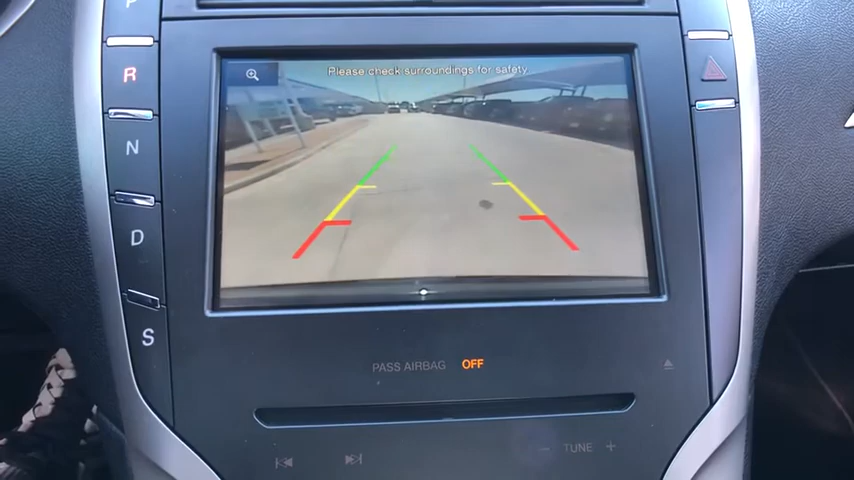 P
Please check surroundings for safety
R
N
D
S
PASS AIRBAG OFF
TUNE